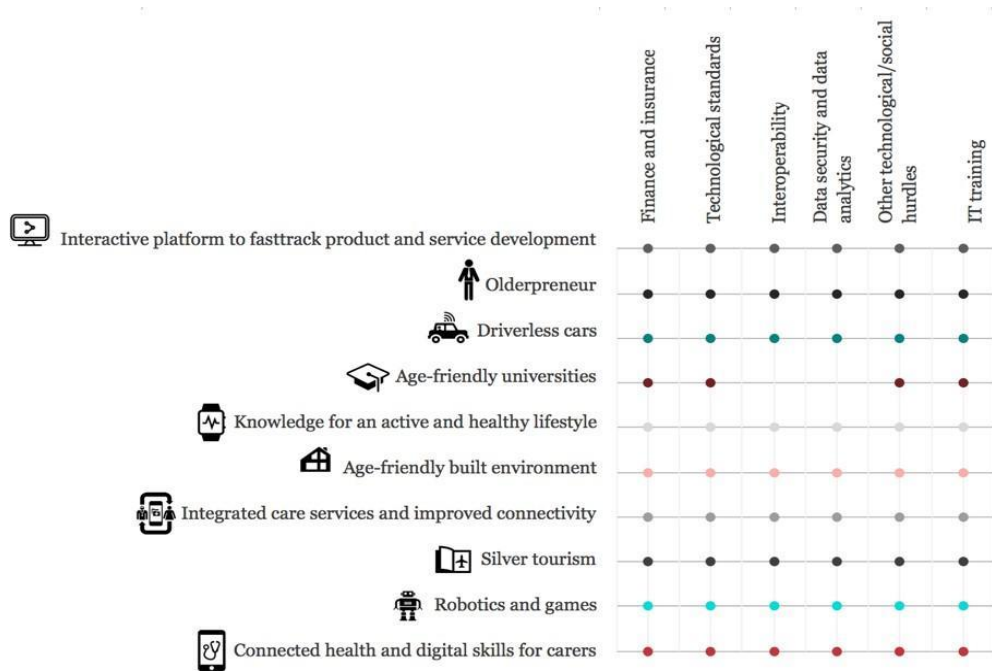 Finance and insurance
Technological standards
Interoperability
Data security and data
analytics
Other technological/social
hurdles
IT training
Interactive platform to fasttrack product and service development
Olderpreneur
Driverless cars
Age-friendly universities
Knowledge for an active and healthy lifestyle
Age-friendly built environment
Integrated care services and improved connectivity
Silver tourism
Robotics and games
Connected health and digital skills for carers